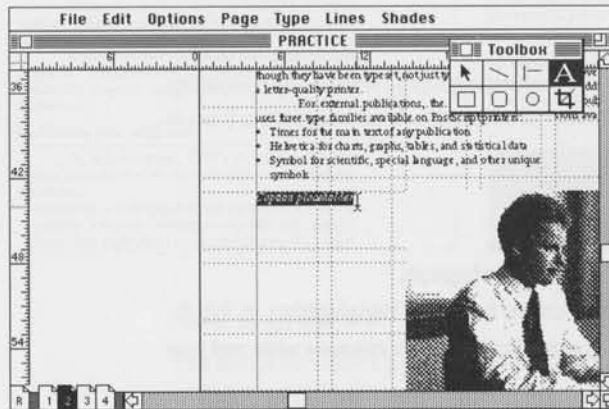 File Edit Options Page Type Lines Shades
PRACTICE
Toolbox
6 0 6 12
36
42
48
54
though they have been typeset, not just
a letter-quality printer.
For external publications, the
uses three type families available on PostScript printers:
• Times for the main text of any publication
• Helvetica for charts, graphs, tables, and statistical data
• Symbol for scientific, special language, and other unique
symbols
placeholder
A
R 1 2 3 4